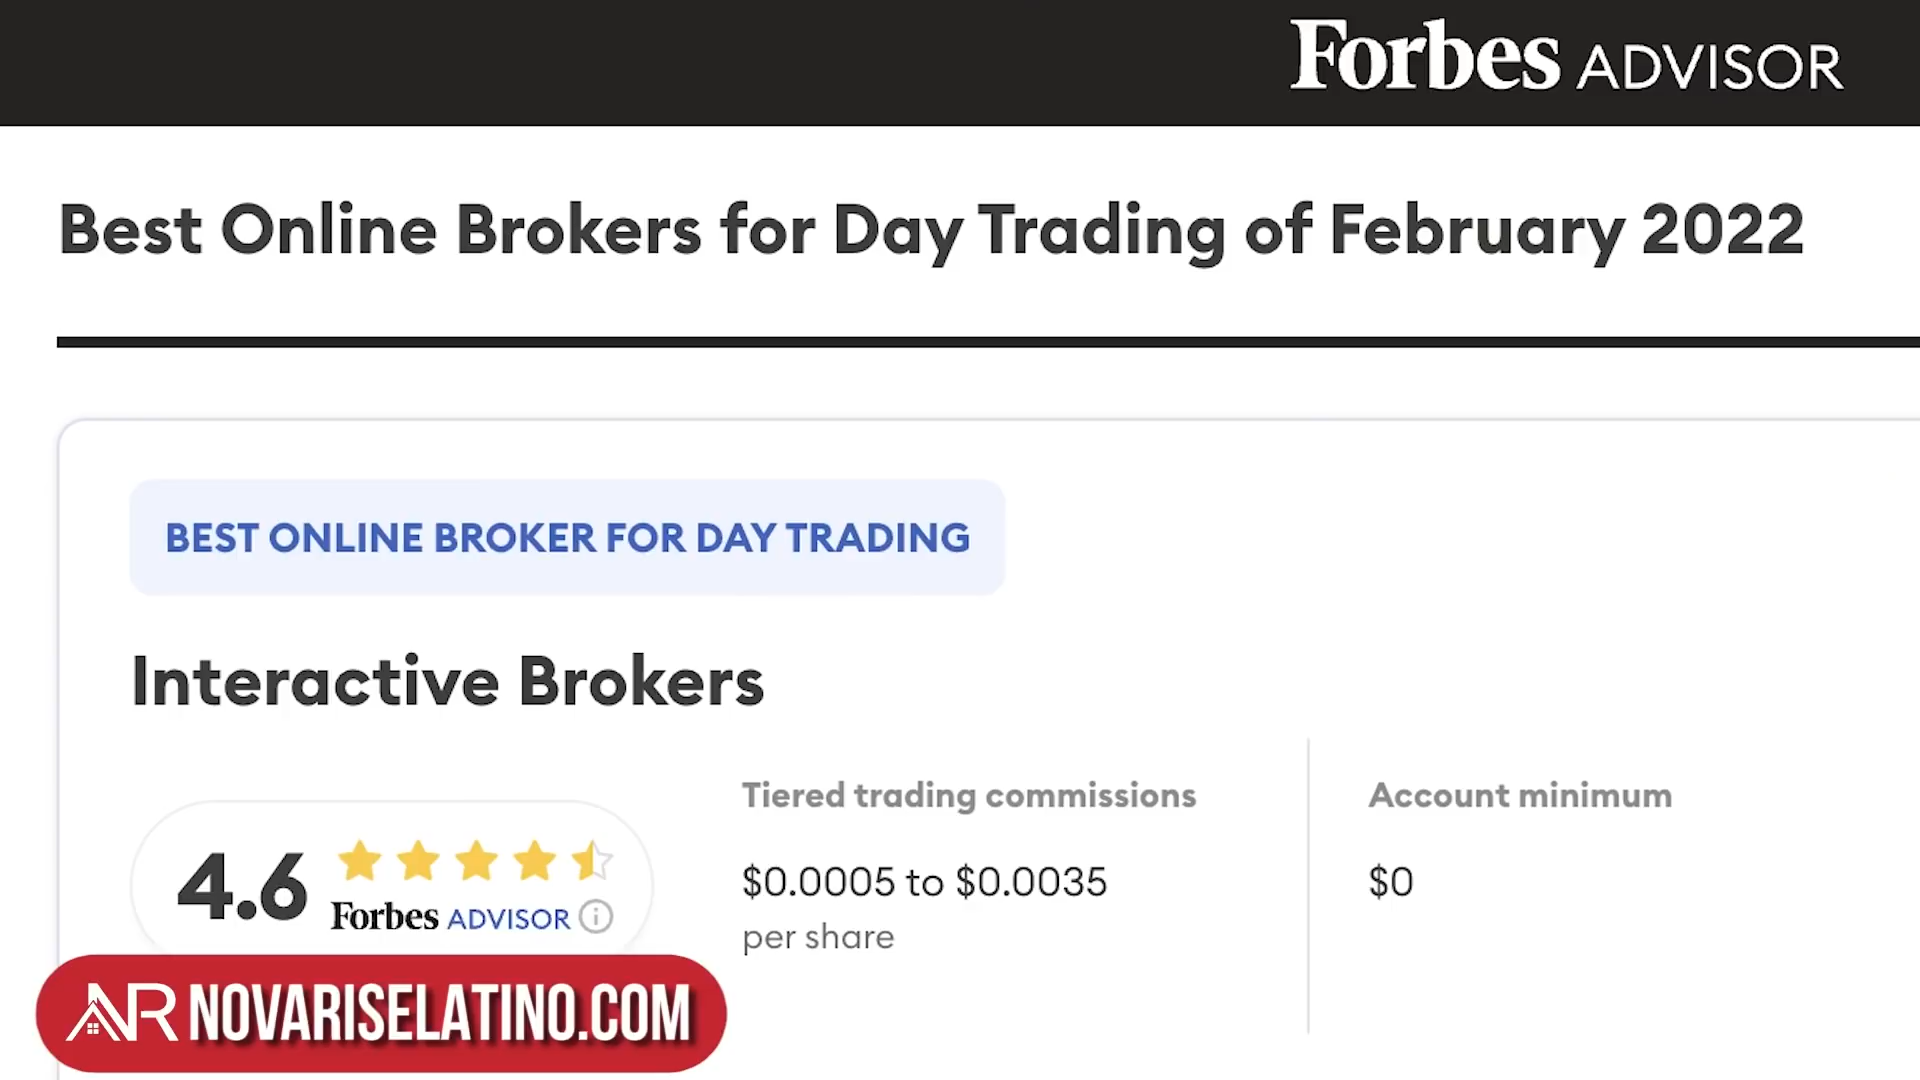 Forbes ADVISOR
Best Online Brokers for Day Trading of February 2022
BEST ONLINE BROKER FOR DAY TRADING
Interactive Brokers
4.6
Forbes ADVISOR
Tiered trading commissions
$0.0005 to $0.0035
per share
Account minimum
$0
NR NOVARISELATINO.COM